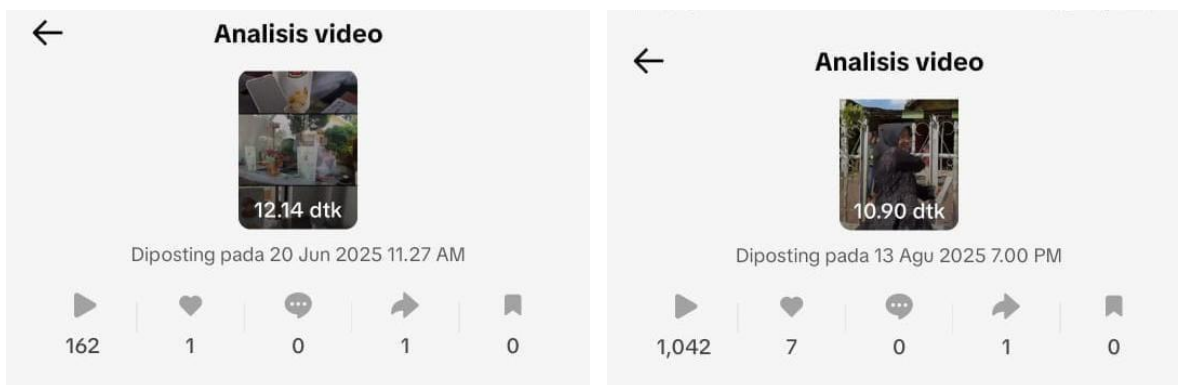 Analisis video
12.14 dtk
Diposting pada 20 Jun 2025 11.27 AM
162 1 0 1 0
Analisis video
10.90 dtk
Diposting pada 13 Agu 2025 7.00 PM
1,042 7 0 1 0